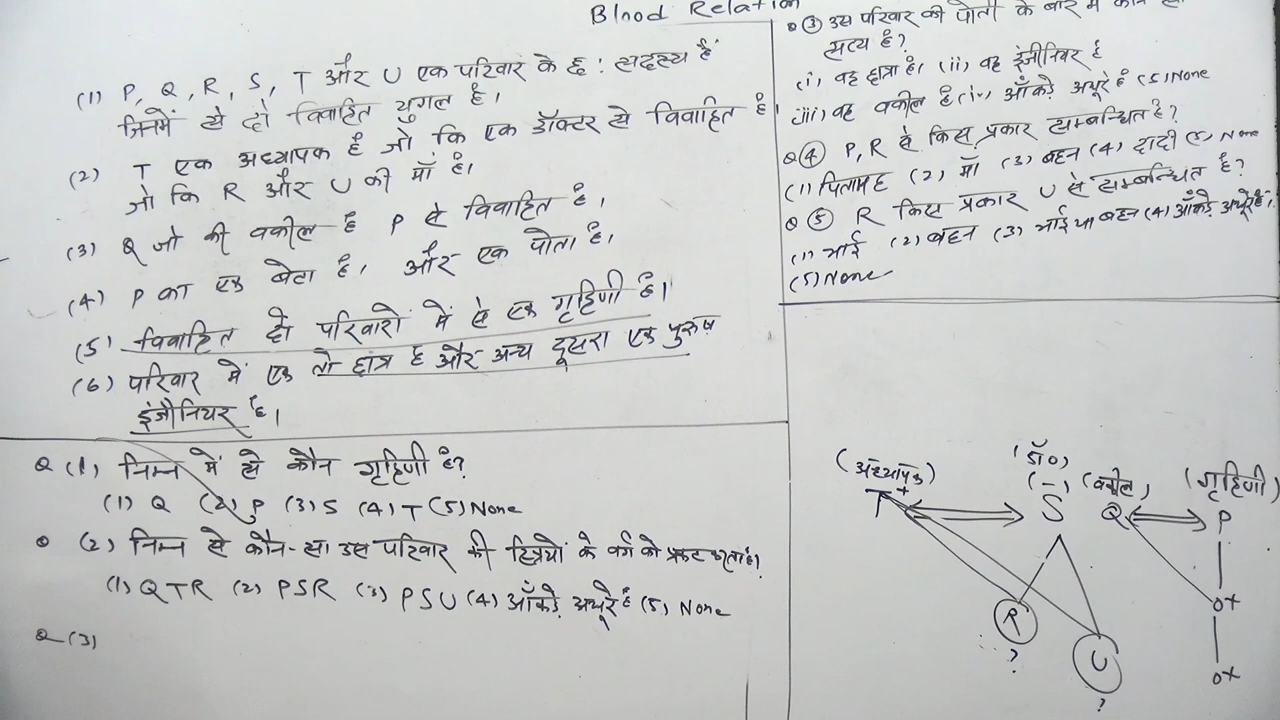 Blood Relation
(1) P, Q, R, S, T और U एक परिवार के छः सदस्य हैं
जिनमें से दो विवाहित युगल हैं।
(2) T एक अध्यापक है जो कि एक डॉक्टर से विवाहित है
जो कि R और U की माँ है।
(3) Q जो की वकील है P से विवाहित है,
(4) P का एक बेटा है, और एक पोता है।
(5) विवाहित दो परिवारों में से एक गृहिणी है।
(6) परिवार में एक तो छात्र है और अन्य दूसरा एक पुरुष
इंजीनियर है।
Q (1) निम्न में से कौन गृहिणी है?
(1) Q (2) P (3) S (4) T (5) None
Q (2) निम्न से कौन-सा उस परिवार की स्त्रियों के वर्ग को प्रकट करता है।
(1) QTR (2) PSR (3) PSU (4) आँकड़े अधूरे हैं (5) None
Q (3)
Q (3) उस परिवार की पोती के बारे में
सत्य है?
(i) वह छात्रा है। (ii) वह इंजीनियर है
(iii) वह वकील है (iv) आँकड़े अधूरे हैं (5) None
Q (4) P, R से किस प्रकार सम्बन्धित है?
(1) पितामह (2) माँ (3) बहन (4) दादी (5) None
Q (5) R किस प्रकार U से सम्बन्धित है?
(1) भाई (2) बहन (3) भाई या बहन (4) आँकड़े अधूरे हैं,
(5) None
(अध्यापक) (डॉ०) (वकील) (गृहिणी)
T + S (-) Q P
R ? U ?
+
+